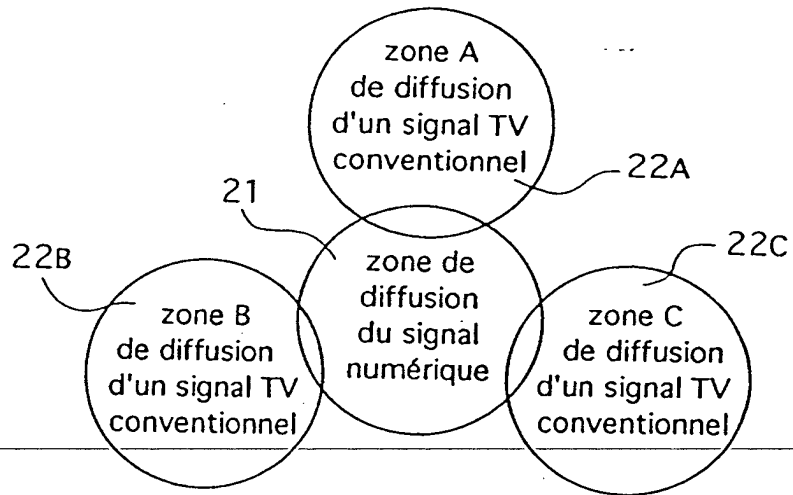 zone A
de diffusion
d'un signal TV
conventionnel
22A
21
22B
22C
zone de
diffusion
du signal
numérique
zone B
de diffusion
d'un signal TV
conventionnel
zone C
de diffusion
d'un signal TV
conventionnel